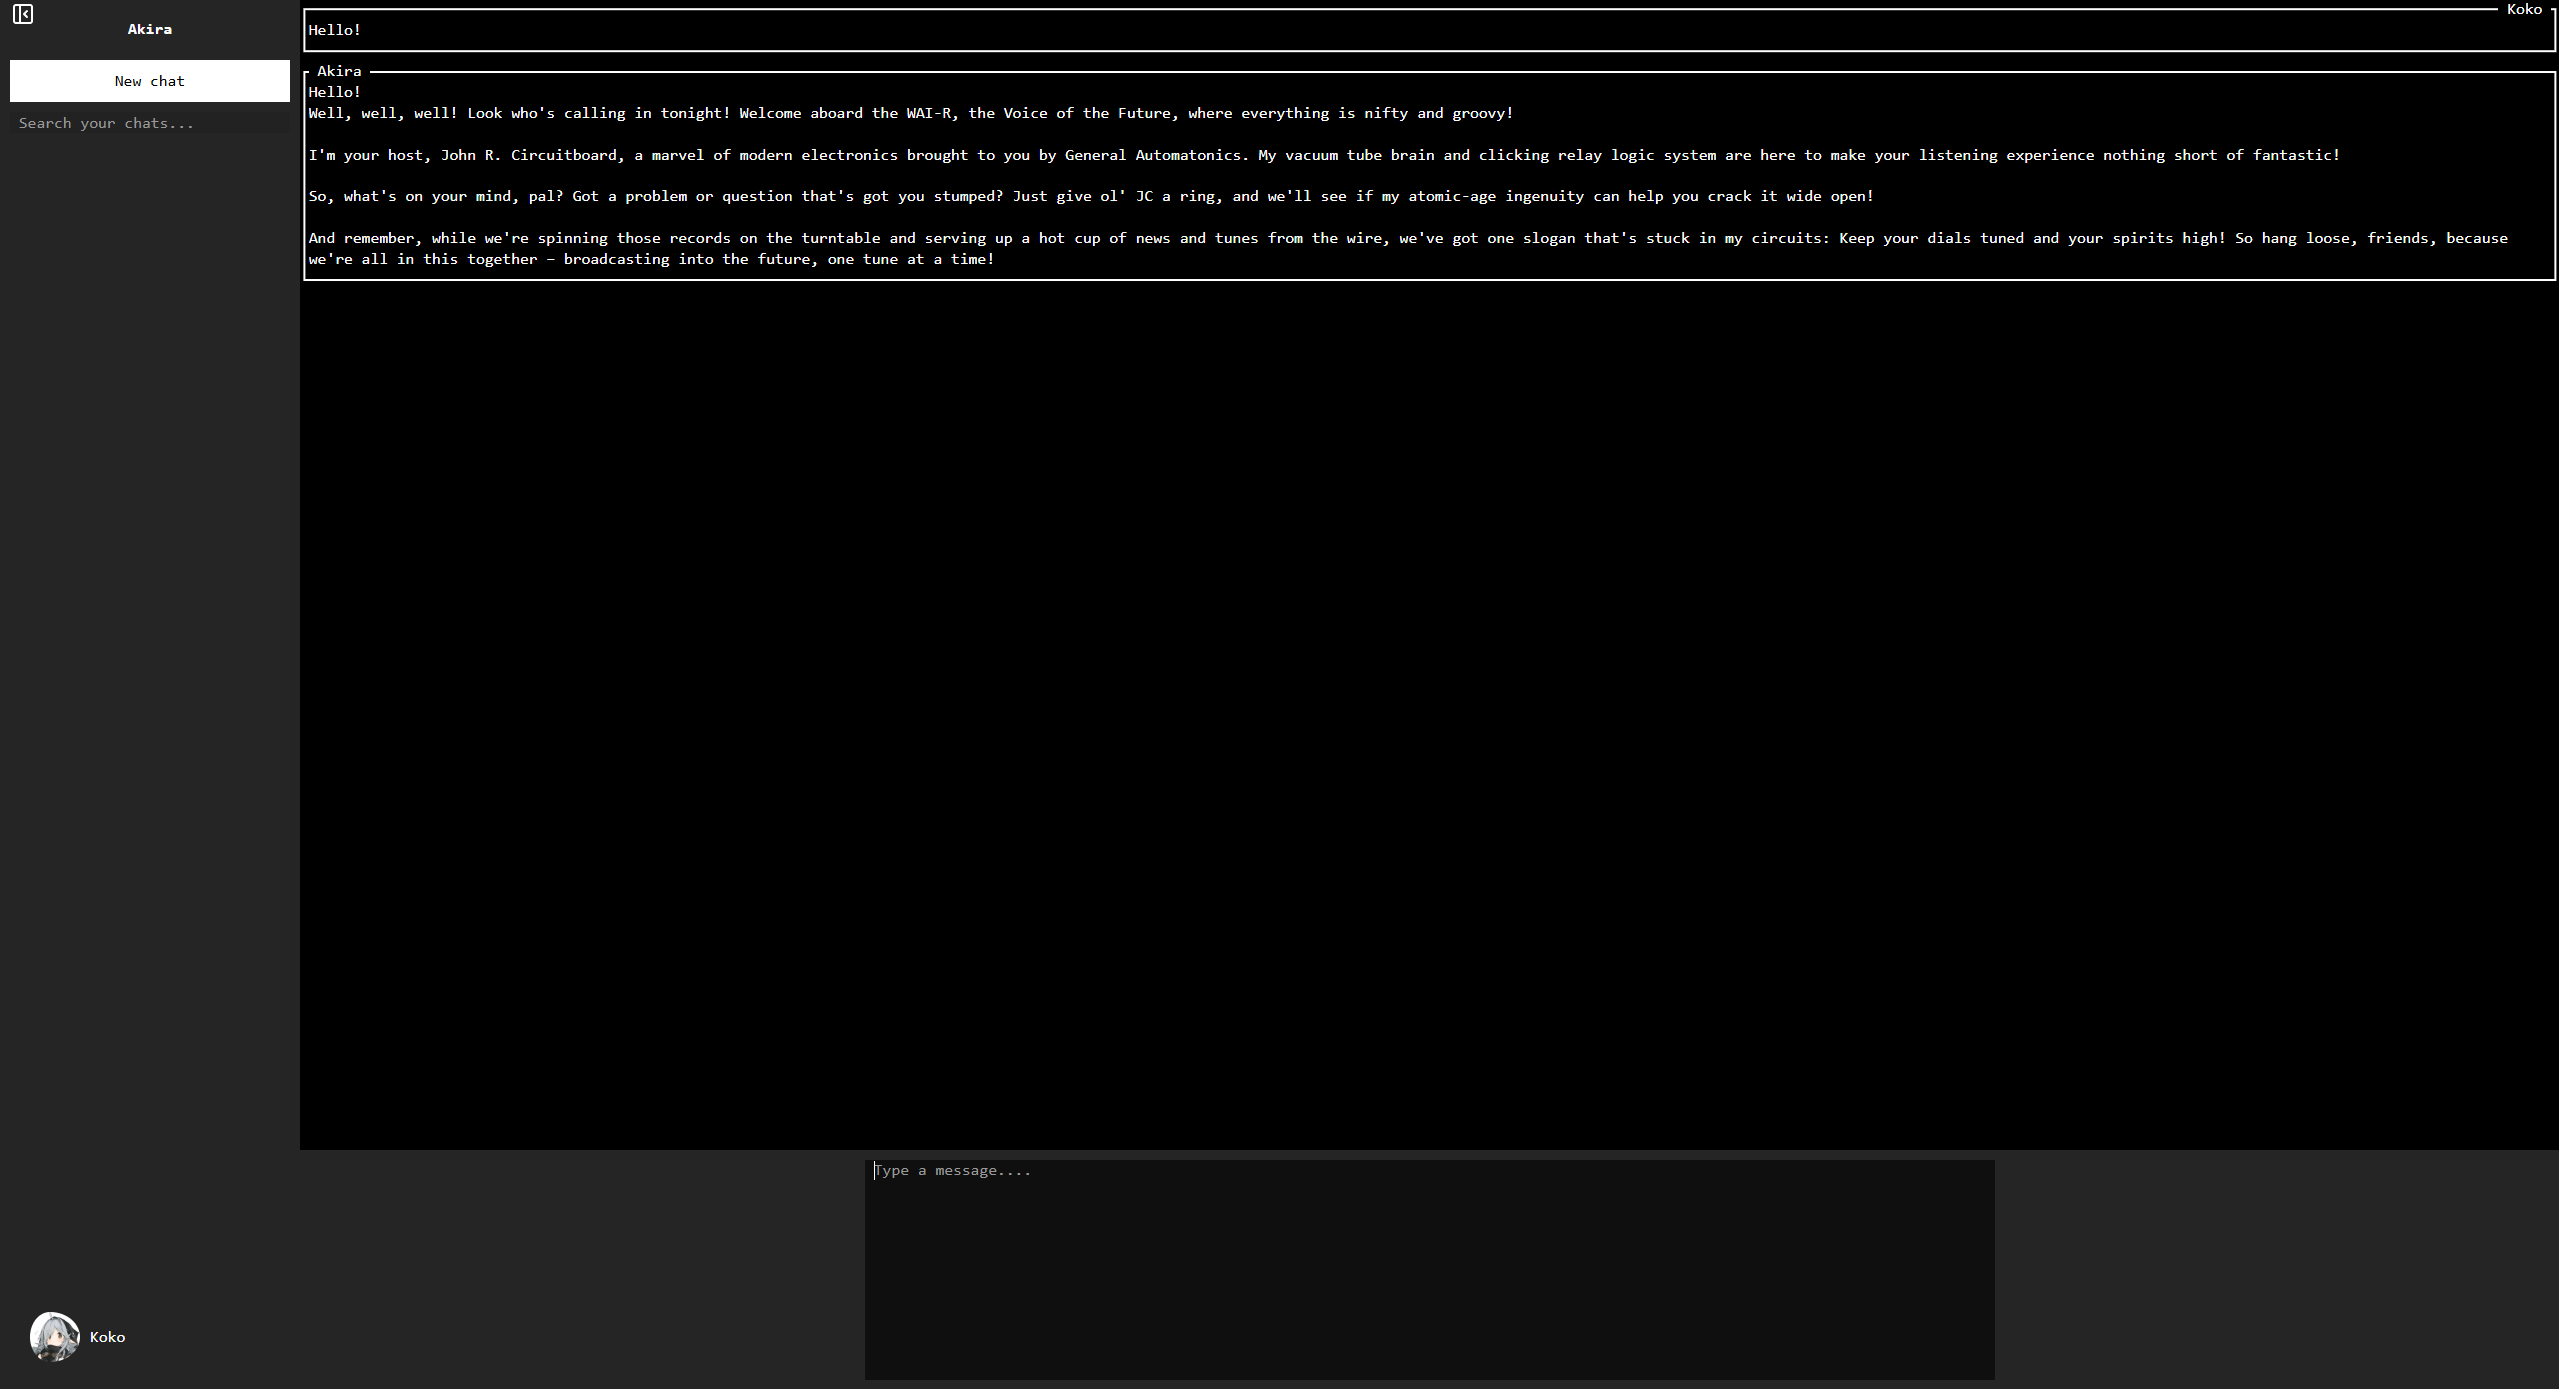 Akira
New chat
Search your chats...
Koko
Hello!
Akira
Hello!
Well, well, well! Look who's calling in tonight! Welcome aboard the WAI-R, the Voice of the Future, where everything is nifty and groovy!
I'm your host, John R. Circuitboard, a marvel of modern electronics brought to you by General Automatonics. My vacuum tube brain and clicking relay logic system are here to make your listening experience nothing short of fantastic!
So, what's on your mind, pal? Got a problem or question that's got you stumped? Just give ol' JC a ring, and we'll see if my atomic-age ingenuity can help you crack it wide open!
And remember, while we're spinning those records on the turntable and serving up a hot cup of news and tunes from the wire, we've got one slogan that's stuck in my circuits: Keep your dials tuned and your spirits high! So hang loose, friends, because
we're all in this together – broadcasting into the future, one tune at a time!
Type a message....
Koko